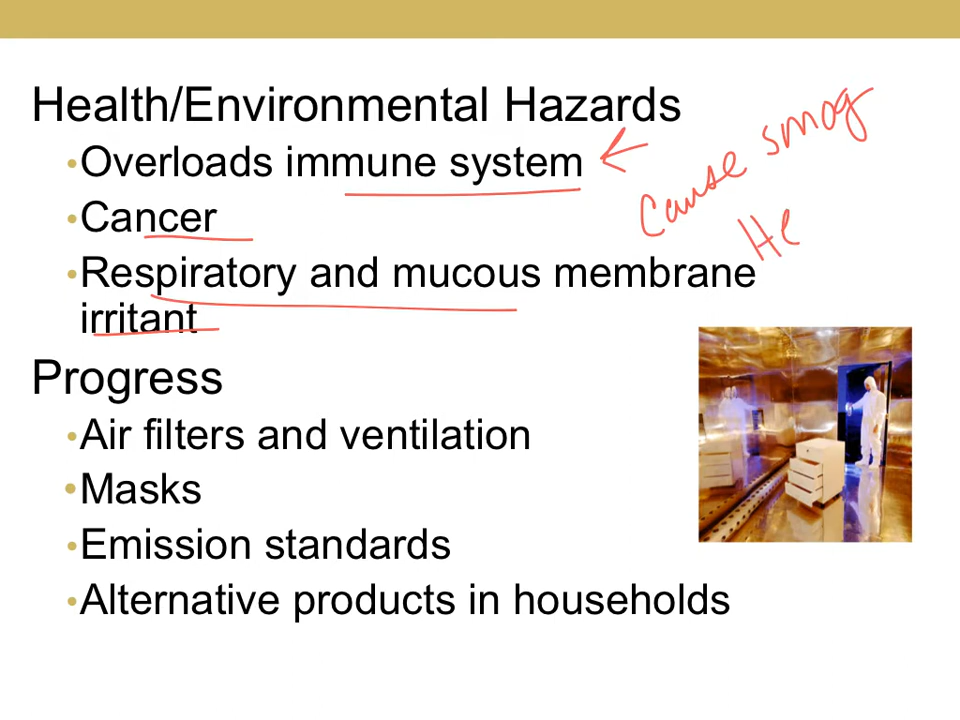 Health/Environmental Hazards
•Overloads immune system
•Cancer
•Respiratory and mucous membrane
irritant
Cause smog
He
Progress
•Air filters and ventilation
•Masks
•Emission standards
•Alternative products in households